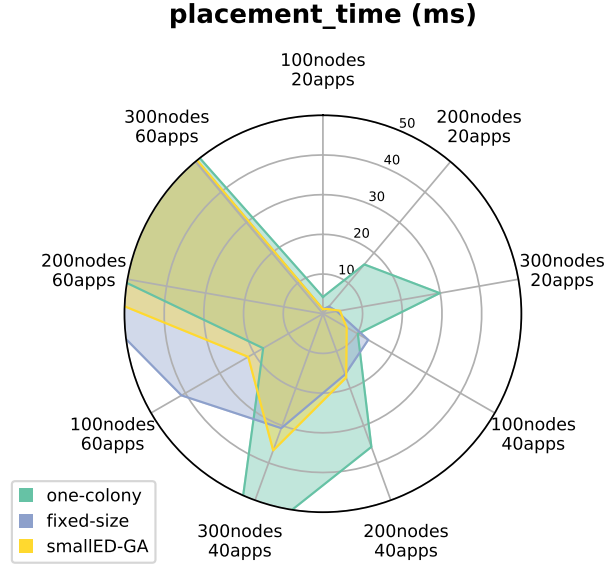 placement_time (ms)
100nodes
20apps
200nodes
20apps
300nodes
20apps
100nodes
40apps
200nodes
40apps
300nodes
40apps
100nodes
60apps
200nodes
60apps
300nodes
60apps
50
40
30
20
10
one-colony
fixed-size
smallED-GA